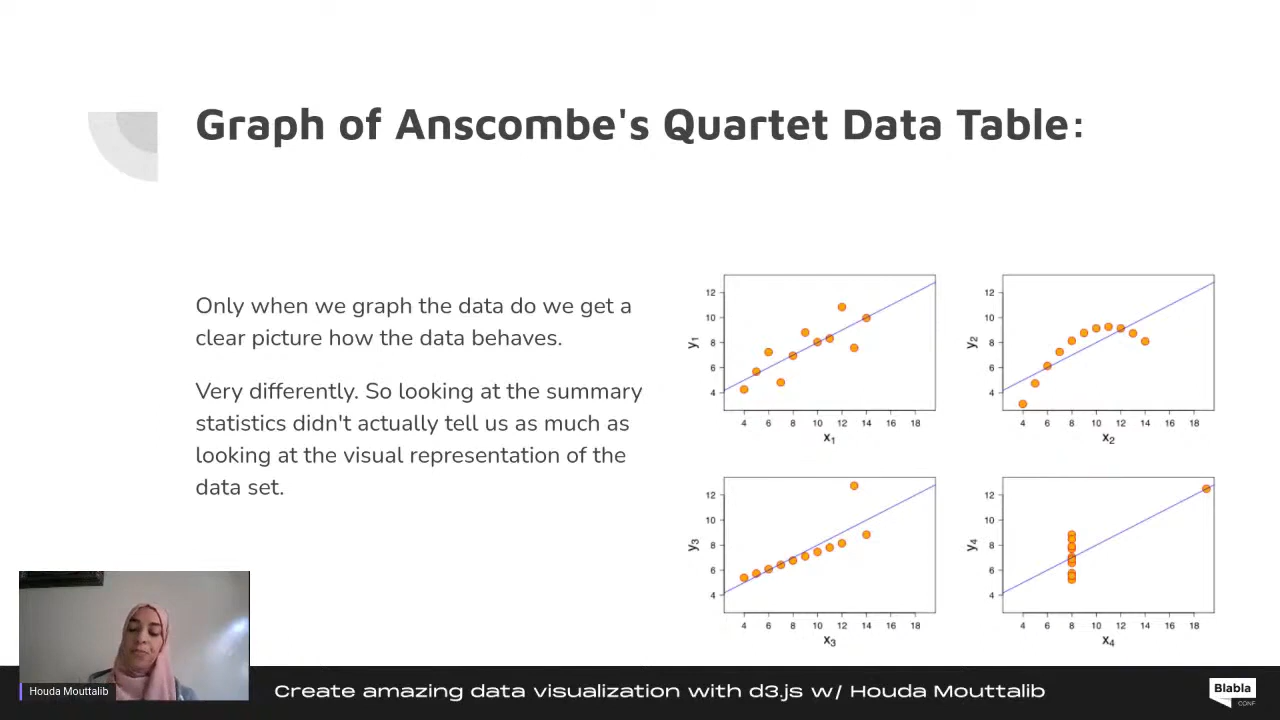 Graph of Anscombe's Quartet Data Table:
Only when we graph the data do we get a
clear picture how the data behaves.
Very differently. So looking at the summary
statistics didn't actually tell us as much as
looking at the visual representation of the
data set.
12
10
8
6
4
y1
4 6 8 10 12 14 16 18
x1
12
10
8
6
4
y2
4 6 8 10 12 14 16 18
x2
12
10
8
6
4
y3
4 6 8 10 12 14 16 18
x3
12
10
8
6
4
y4
4 6 8 10 12 14 16 18
x4
Houda Mouttalib
Create amazing data visualization with d3.js w/ Houda Mouttalib
Blabla
CONF